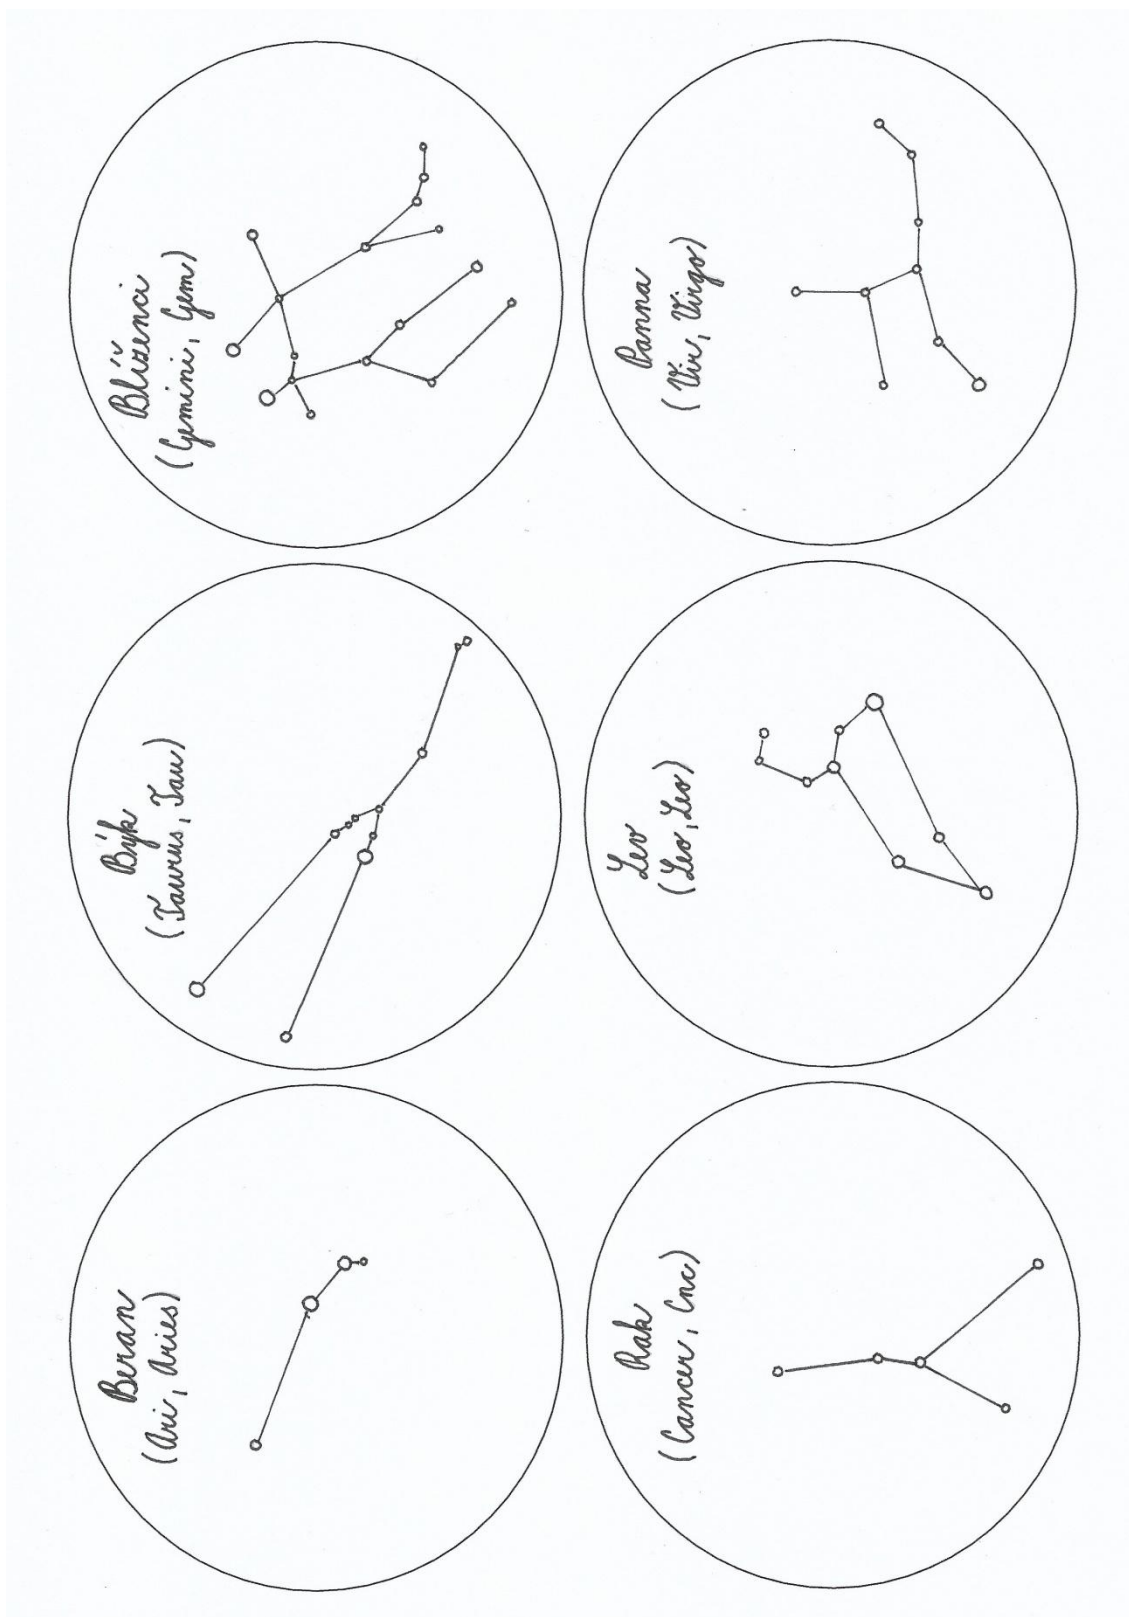 Beran
(Ari, Aries)
Býk
(Taurus, Tau)
Blíženci
(Gemini, Gem)
Rak
(Cancer, Cnc)
Lev
(Leo, Leo)
Panna
(Vir, Virgo)